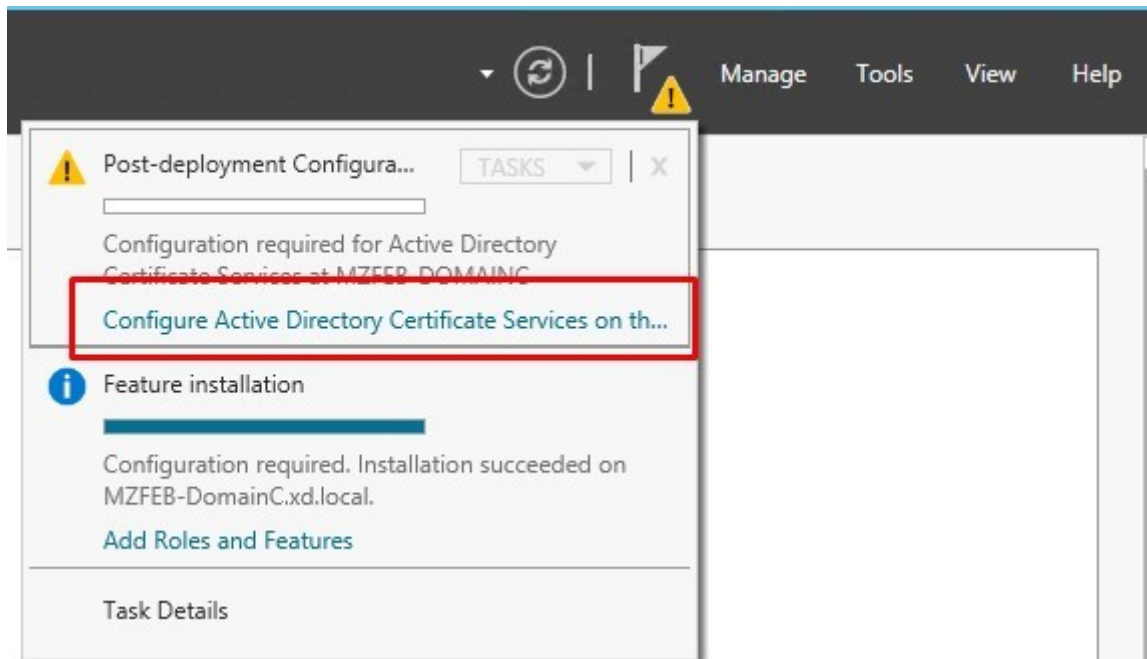 Manage Tools View Help
Post-deployment Configura... TASKS X
Configuration required for Active Directory
Certificate Services at MZFEB-DOMAINC
Configure Active Directory Certificate Services on th...
Feature installation
Configuration required. Installation succeeded on
MZFEB-DomainC.xd.local.
Add Roles and Features
Task Details